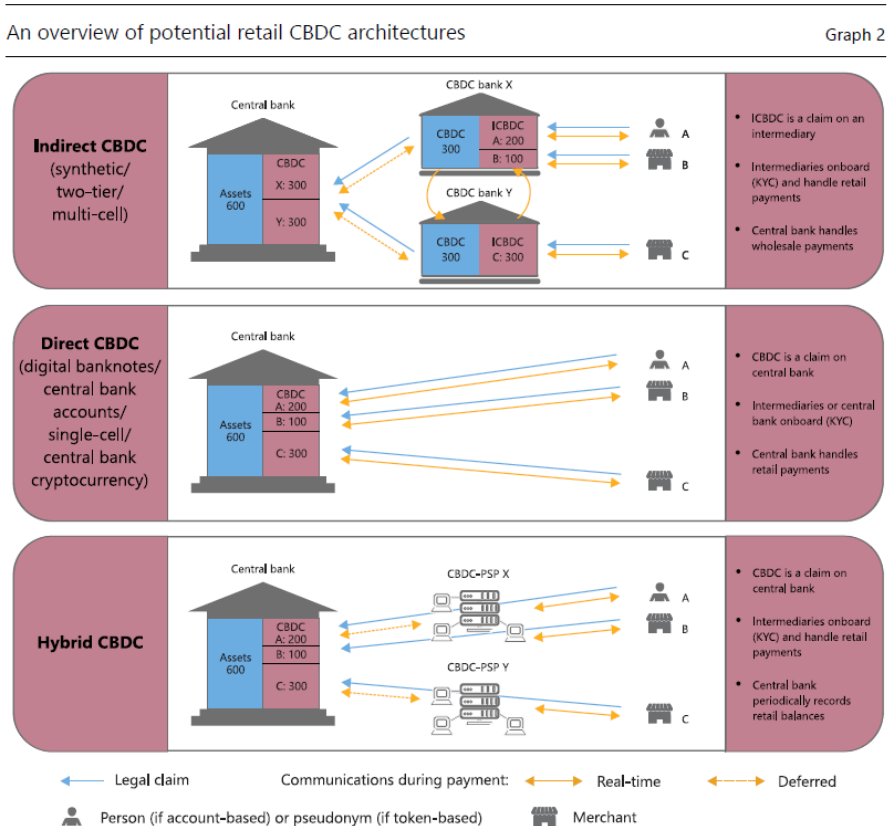 An overview of potential retail CBDC architectures
Graph 2
Indirect CBDC
(synthetic/
two-tier/
multi-cell)
Central bank
Assets
600
CBDC
X: 300
Y: 300
CBDC bank X
CBDC
300
ICBDC
A: 200
B: 100
CBDC bank Y
CBDC
300
ICBDC
C: 300
A
B
C
• ICBDC is a claim on an
intermediary
• Intermediaries onboard
(KYC) and handle retail
payments
• Central bank handles
wholesale payments
Direct CBDC
(digital banknotes/
central bank
accounts/
single-cell/
central bank
cryptocurrency)
Central bank
Assets
600
CBDC
A: 200
B: 100
C: 300
A
B
C
• CBDC is a claim on
central bank
• Intermediaries or central
bank onboard (KYC)
• Central bank handles
retail payments
Hybrid CBDC
Central bank
Assets
600
CBDC
A: 200
B: 100
C: 300
CBDC-PSP X
CBDC-PSP Y
A
B
C
• CBDC is a claim on
central bank
• Intermediaries onboard
(KYC) and handle retail
payments
• Central bank
periodically records
retail balances
Legal claim
Communications during payment:
Real-time
Deferred
Person (if account-based) or pseudonym (if token-based)
Merchant